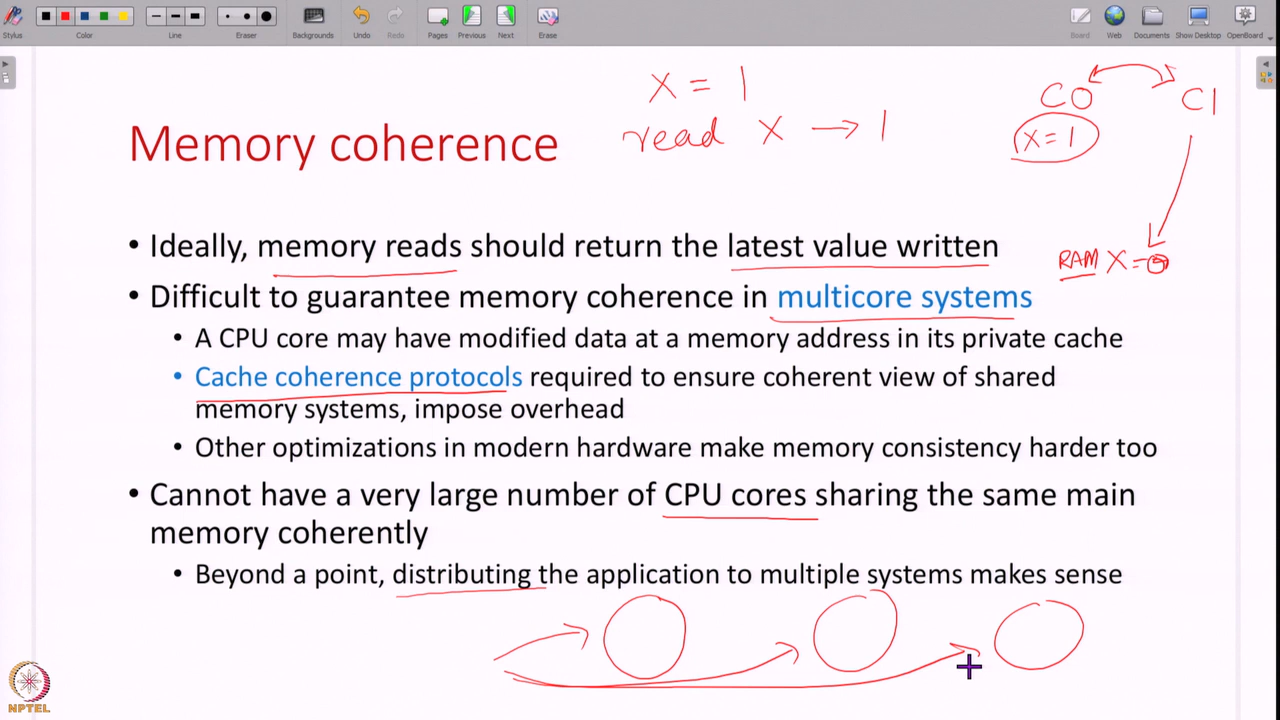 Stylus
Color
Line
Eraser
Backgrounds
Undo
Redo
Pages
Previous
Next
Erase
Board
Web
Documents
Show Desktop
OpenBoard
x = 1
read x → 1
C0 C1
x = 1
RAM X = 0
Memory coherence
• Ideally, memory reads should return the latest value written
• Difficult to guarantee memory coherence in multicore systems
• A CPU core may have modified data at a memory address in its private cache
• Cache coherence protocols required to ensure coherent view of shared
memory systems, impose overhead
• Other optimizations in modern hardware make memory consistency harder too
• Cannot have a very large number of CPU cores sharing the same main
memory coherently
• Beyond a point, distributing the application to multiple systems makes sense
NPTEL